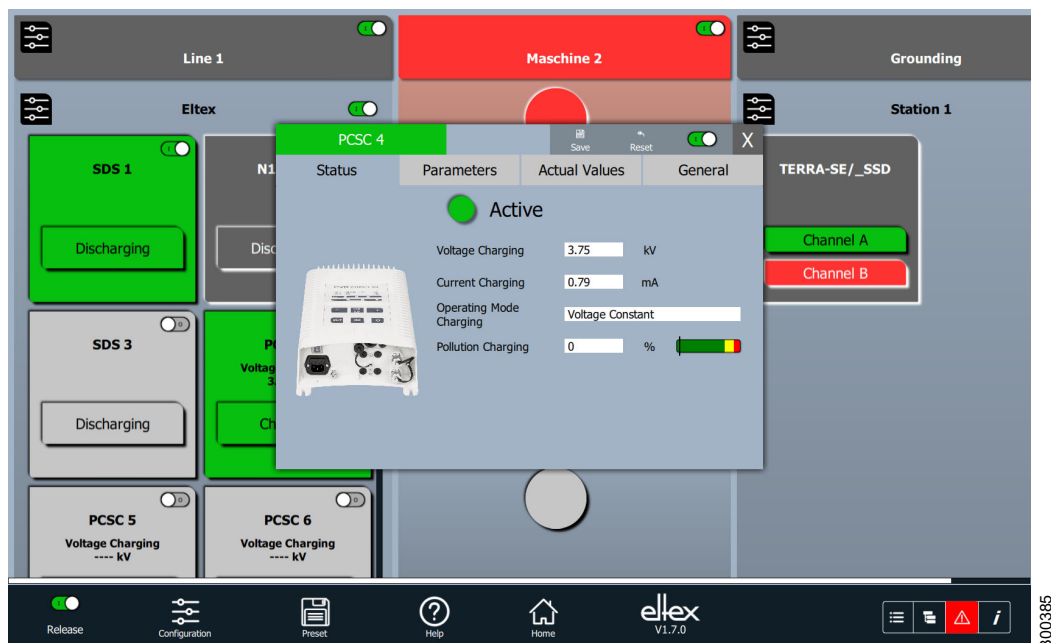 Line 1
Maschine 2
Grounding
Eltex
Station 1
SDS 1
Discharging
N1
Disc
PCSC 4
Save
Reset
X
Status
Parameters
Actual Values
General
Active
Voltage Charging 3.75 kV
Current Charging 0.79 mA
Operating Mode
Charging
Voltage Constant
Pollution Charging 0 %
TERRA-SE/_SSD
Channel A
Channel B
SDS 3
Discharging
P
Voltag
3.
Ch
PCSC 5
Voltage Charging
---- kV
PCSC 6
Voltage Charging
---- kV
Release
Configuration
Preset
Help
Home
eltex
V1.7.0
i